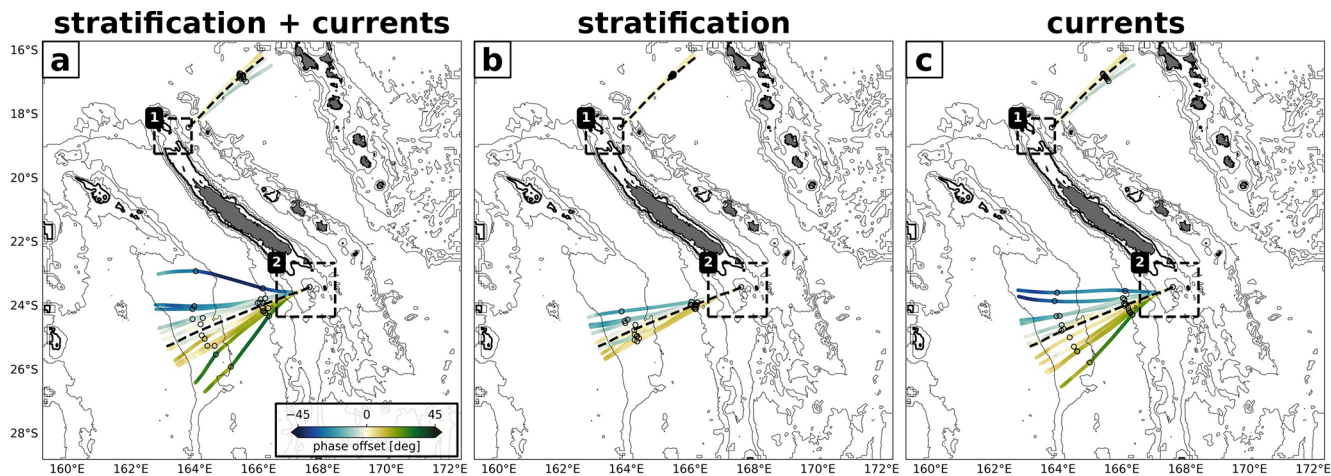 stratification + currents
stratification
currents
a
b
c
16°S
18°S
20°S
22°S
24°S
26°S
28°S
1
2
1
2
1
2
−45
0
45
phase offset [deg]
160°E
162°E
164°E
166°E
168°E
170°E
172°E
160°E
162°E
164°E
166°E
168°E
170°E
172°E
160°E
162°E
164°E
166°E
168°E
170°E
172°E